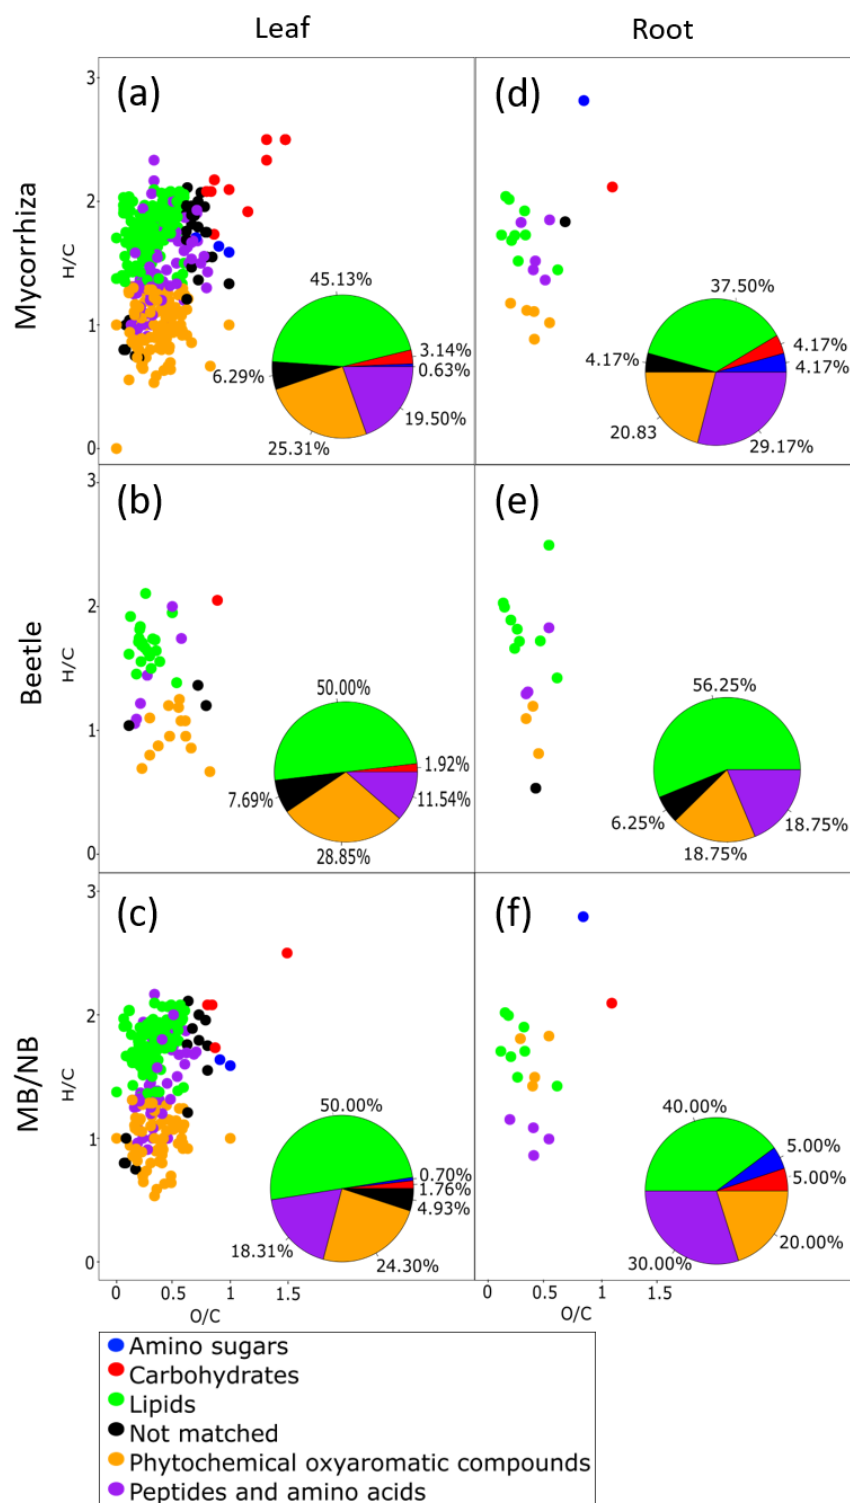 Leaf Root
Mycorrhiza
Beetle
MB/NB
(a)
3
2
1
0
H/C
45.13%
3.14%
0.63%
19.50%
25.31%
6.29%
(d)
37.50%
4.17%
4.17%
29.17%
20.83
4.17%
(b)
3
2
1
0
H/C
50.00%
1.92%
11.54%
28.85%
7.69%
(e)
56.25%
18.75%
18.75%
6.25%
(c)
3
2
1
0
H/C
50.00%
0.70%
1.76%
4.93%
24.30%
18.31%
0 0.5 1 1.5
O/C
(f)
40.00%
5.00%
5.00%
20.00%
30.00%
0 0.5 1 1.5
O/C
Amino sugars
Carbohydrates
Lipids
Not matched
Phytochemical oxyaromatic compounds
Peptides and amino acids